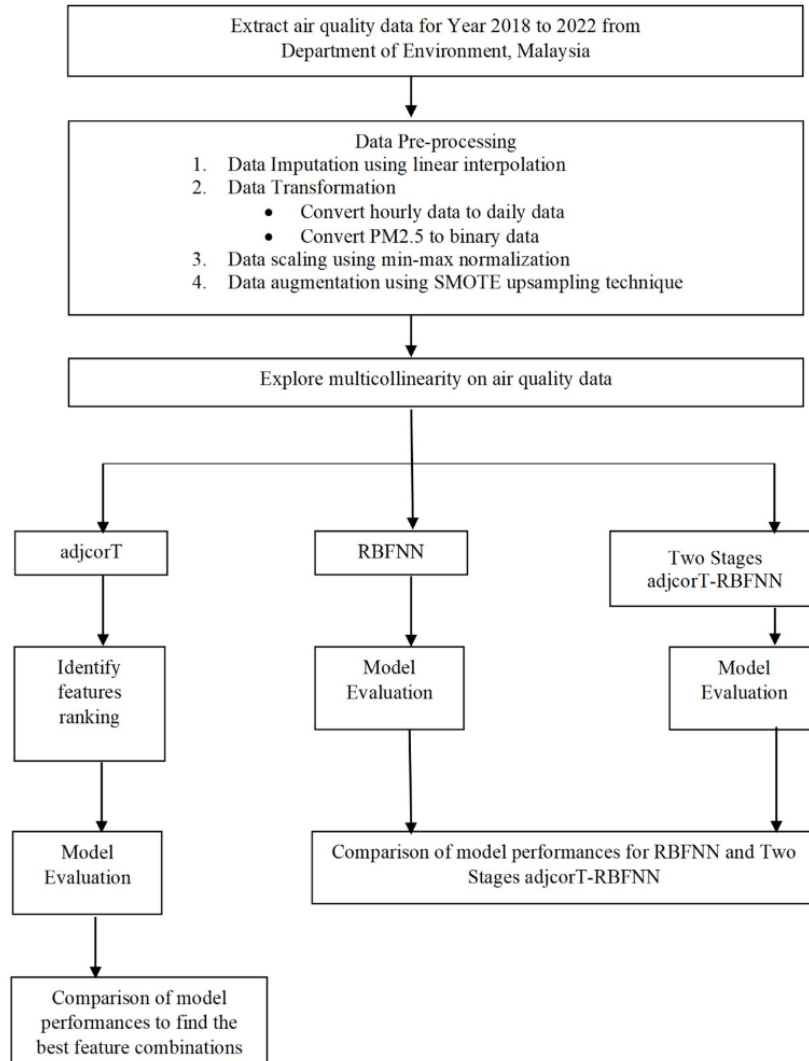 Extract air quality data for Year 2018 to 2022 from
Department of Environment, Malaysia
Data Pre-processing
1. Data Imputation using linear interpolation
2. Data Transformation
• Convert hourly data to daily data
• Convert PM2.5 to binary data
3. Data scaling using min-max normalization
4. Data augmentation using SMOTE upsampling technique
Explore multicollinearity on air quality data
adjcorT
RBFNN
Two Stages
adjcorT-RBFNN
Identify
features
ranking
Model
Evaluation
Model
Evaluation
Model
Evaluation
Comparison of model performances for RBFNN and Two
Stages adjcorT-RBFNN
Comparison of model
performances to find the
best feature combinations